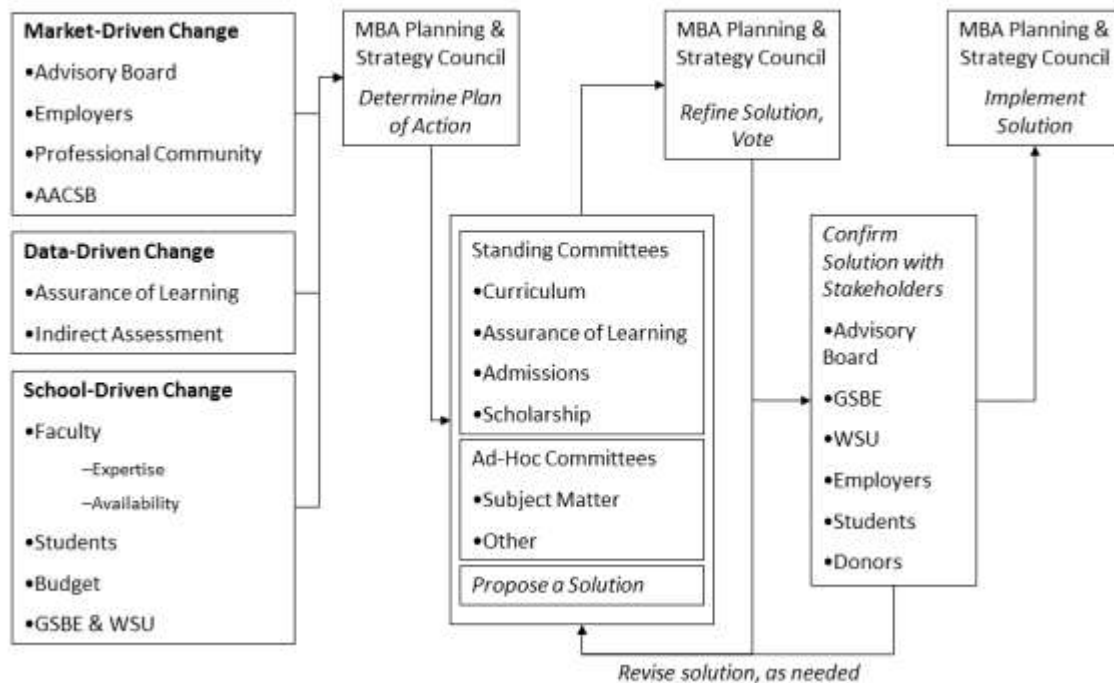 Market-Driven Change
•Advisory Board
•Employers
•Professional Community
•AACSB
Data-Driven Change
•Assurance of Learning
•Indirect Assessment
School-Driven Change
•Faculty
–Expertise
–Availability
•Students
•Budget
•GSBE & WSU
MBA Planning &
Strategy Council
Determine Plan
of Action
Standing Committees
•Curriculum
•Assurance of Learning
•Admissions
•Scholarship
Ad-Hoc Committees
•Subject Matter
•Other
Propose a Solution
MBA Planning &
Strategy Council
Refine Solution,
Vote
Confirm
Solution with
Stakeholders
•Advisory
Board
•GSBE
•WSU
•Employers
•Students
•Donors
MBA Planning &
Strategy Council
Implement
Solution
Revise solution, as needed